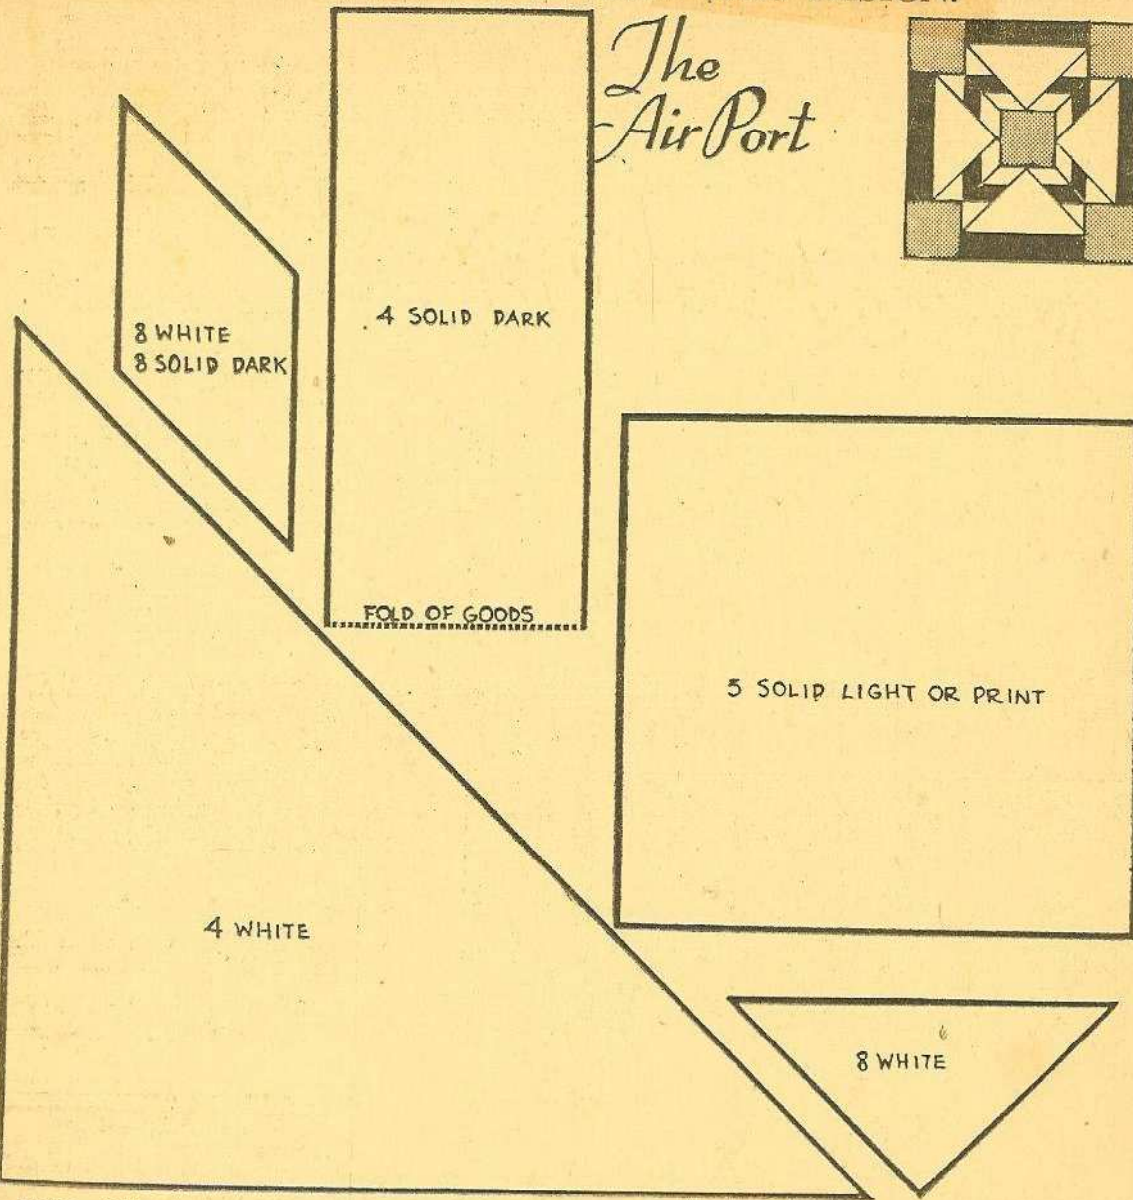 The
Air Port
8 WHITE
8 SOLID DARK
4 SOLID DARK
FOLD OF GOODS
5 SOLID LIGHT OR PRINT
4 WHITE
8 WHITE